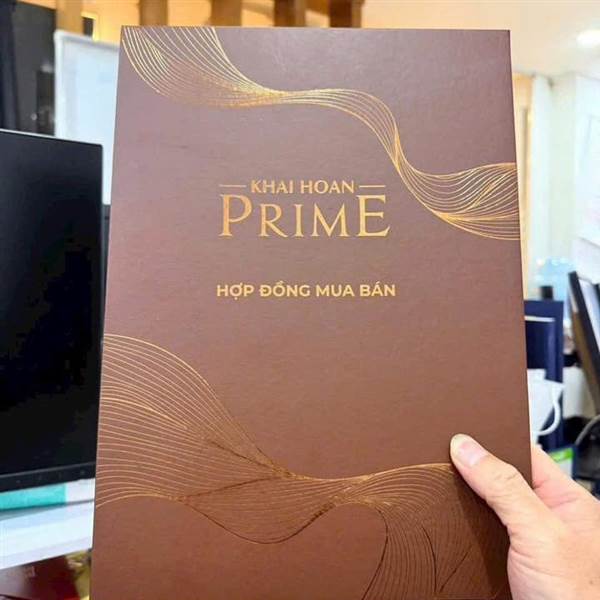 KHAI HOAN
PRIME
HỢP ĐỒNG MUA BÁN